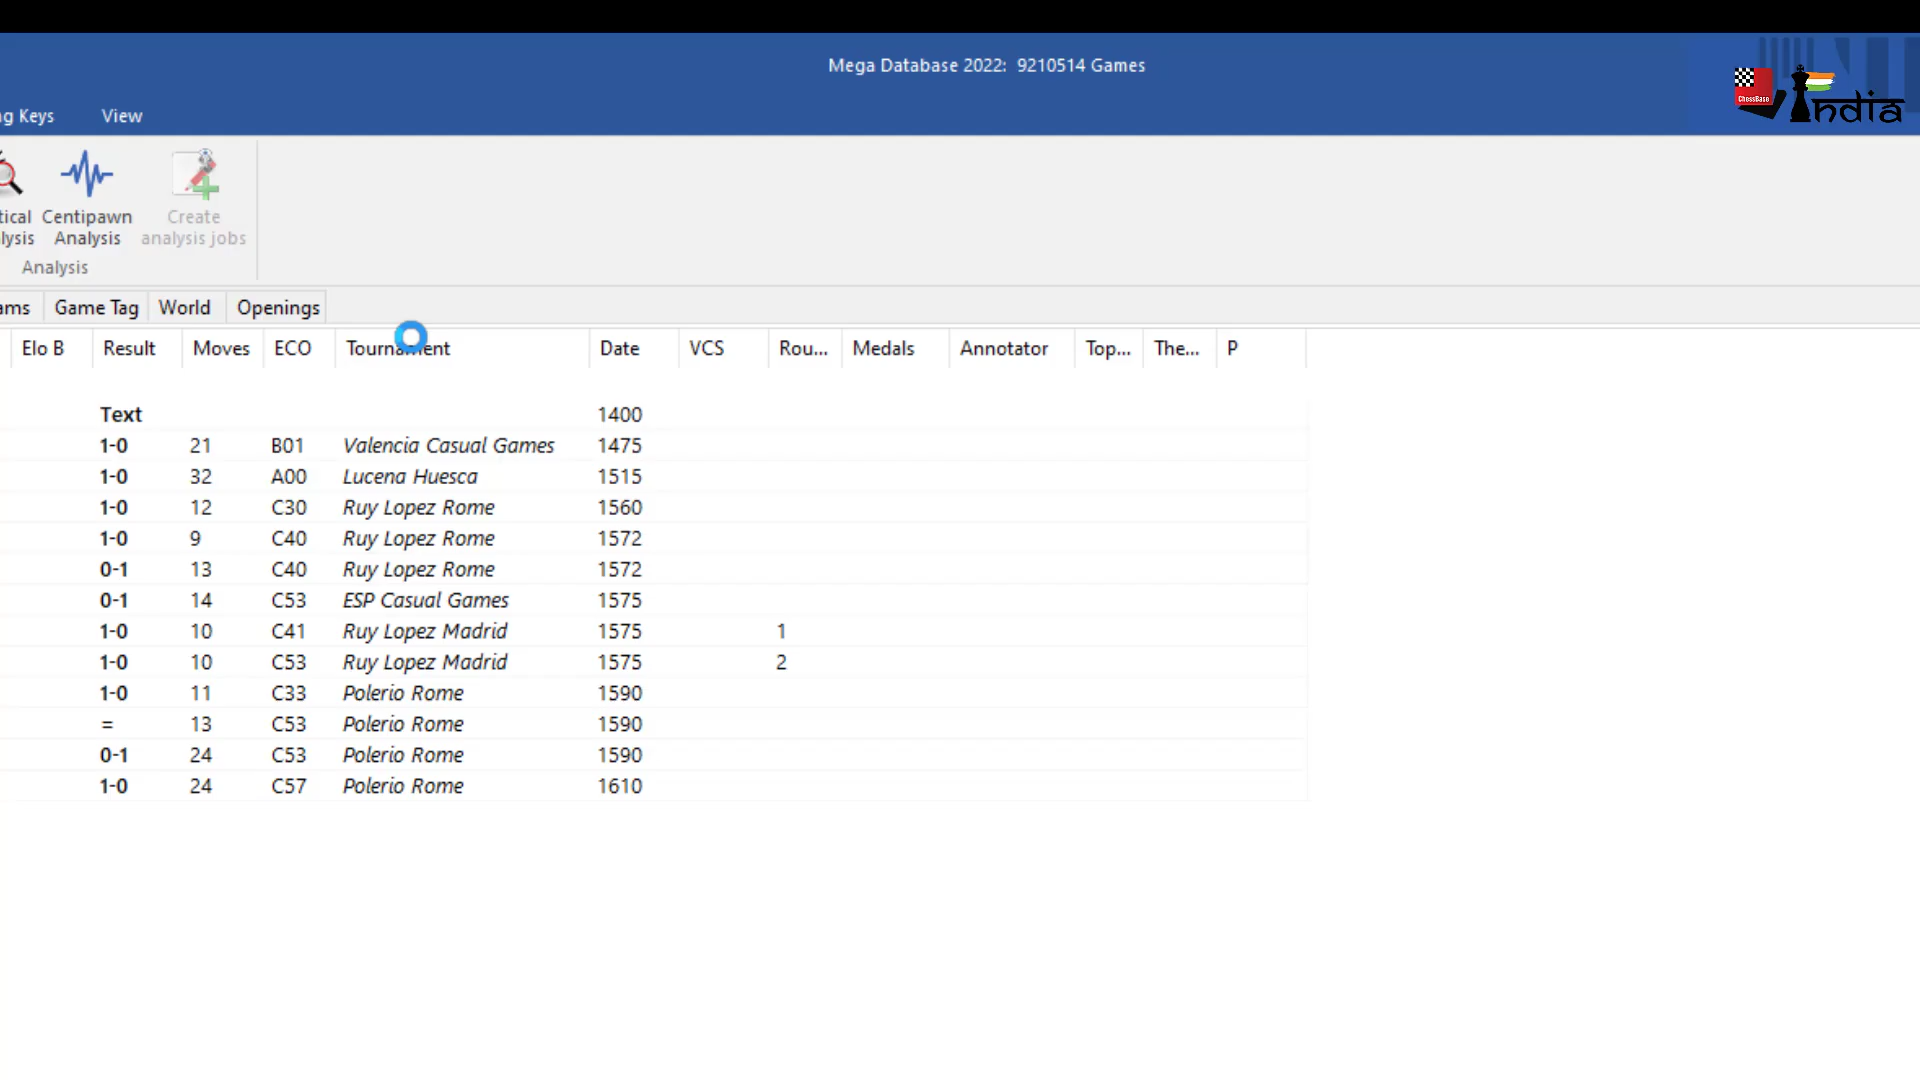 Mega Database 2022:  9210514 Games
ChessBase
India
g Keys View
tical Centipawn Create
lysis Analysis analysis jobs
Analysis
ams Game Tag World Openings
Elo B Result Moves ECO Tournament Date VCS Rou... Medals Annotator Top... The... P
Text 1400
1-0 21 B01 Valencia Casual Games 1475
1-0 32 A00 Lucena Huesca 1515
1-0 12 C30 Ruy Lopez Rome 1560
1-0 9 C40 Ruy Lopez Rome 1572
0-1 13 C40 Ruy Lopez Rome 1572
0-1 14 C53 ESP Casual Games 1575
1-0 10 C41 Ruy Lopez Madrid 1575 1
1-0 10 C53 Ruy Lopez Madrid 1575 2
1-0 11 C33 Polerio Rome 1590
= 13 C53 Polerio Rome 1590
0-1 24 C53 Polerio Rome 1590
1-0 24 C57 Polerio Rome 1610